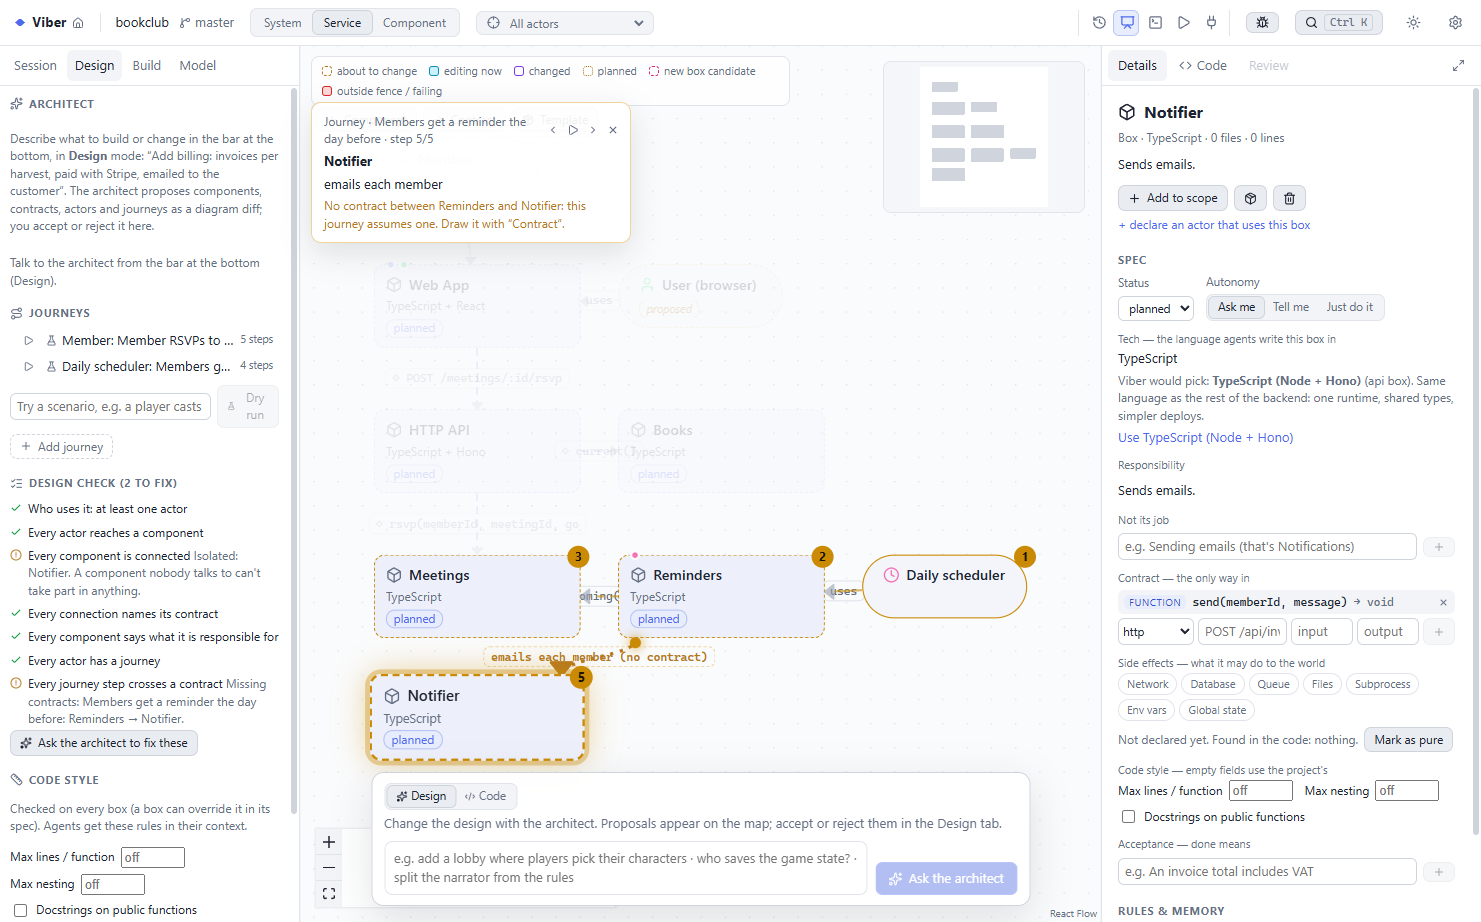 Viber
bookclub
master
System
Service
Component
All actors
Ctrl K
Session
Design
Build
Model
ARCHITECT
Describe what to build or change in the bar at the
bottom, in Design mode: “Add billing: invoices per
harvest, paid with Stripe, emailed to the
customer”. The architect proposes components,
contracts, actors and journeys as a diagram diff;
you accept or reject it here.
Talk to the architect from the bar at the bottom
(Design).
JOURNEYS
Member: Member RSVPs to ...
5 steps
Daily scheduler: Members g...
4 steps
Try a scenario, e.g. a player casts
Dry
run
+ Add journey
DESIGN CHECK (2 TO FIX)
Who uses it: at least one actor
Every actor reaches a component
Every component is connected Isolated:
Notifier. A component nobody talks to can't
take part in anything.
Every connection names its contract
Every component says what it is responsible for
Every actor has a journey
Every journey step crosses a contract Missing
contracts: Members get a reminder the day
before: Reminders → Notifier.
Ask the architect to fix these
CODE STYLE
Checked on every box (a box can override it in its
spec). Agents get these rules in their context.
Max lines / function
off
Max nesting
off
Docstrings on public functions
about to change
editing now
changed
planned
new box candidate
outside fence / failing
Template
Journey · Members get a reminder the
day before · step 5/5
Notifier
emails each member
No contract between Reminders and Notifier: this
journey assumes one. Draw it with “Contract”.
Web App
TypeScript + React
planned
uses
User (browser)
proposed
POST /meetings/:id/rsvp
HTTP API
TypeScript + Hono
planned
current()
Books
TypeScript
planned
rsvp(memberId, meetingId, go
3
Meetings
TypeScript
planned
2
Reminders
TypeScript
planned
uses
1
Daily scheduler
emails each member (no contract)
5
Notifier
TypeScript
planned
Design
Code
Change the design with the architect. Proposals appear on the map; accept or reject them in the Design tab.
e.g. add a lobby where players pick their characters · who saves the game state? ·
split the narrator from the rules
Ask the architect
React Flow
Details
Code
Review
Notifier
Box · TypeScript · 0 files · 0 lines
Sends emails.
+ Add to scope
+ declare an actor that uses this box
SPEC
Status
Autonomy
planned
Ask me
Tell me
Just do it
Tech — the language agents write this box in
TypeScript
Viber would pick: TypeScript (Node + Hono) (api box). Same
language as the rest of the backend: one runtime, shared types,
simpler deploys.
Use TypeScript (Node + Hono)
Responsibility
Sends emails.
Not its job
e.g. Sending emails (that's Notifications)
+
Contract — the only way in
FUNCTION send(memberId, message) → void
×
http
POST /api/inv
input
output
+
Side effects — what it may do to the world
Network
Database
Queue
Files
Subprocess
Env vars
Global state
Not declared yet. Found in the code: nothing.
Mark as pure
Code style — empty fields use the project's
Max lines / function
off
Max nesting
off
Docstrings on public functions
Acceptance — done means
e.g. An invoice total includes VAT
+
RULES & MEMORY